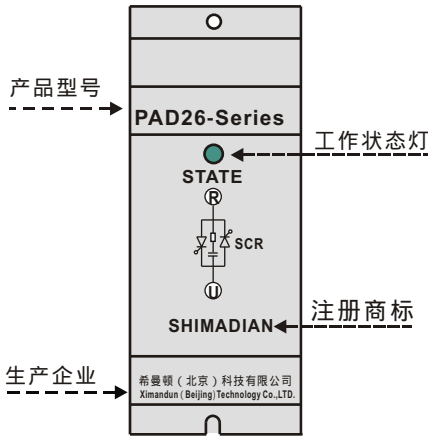 产品型号
PAD26-Series
工作状态灯
STATE
R
SCR
U
SHIMADIAN
注册商标
生产企业
希曼顿（北京）科技有限公司
Ximandun (Beijing) Technology Co.,LTD.